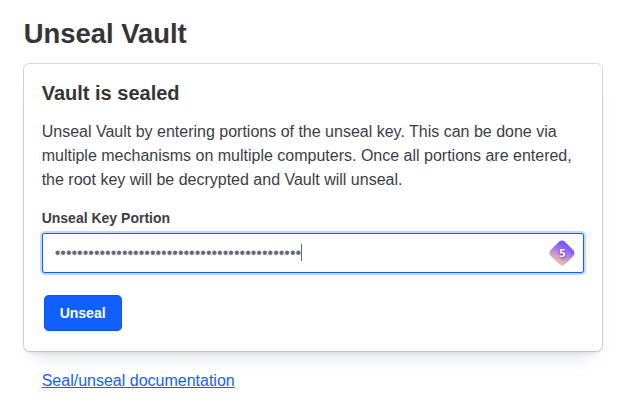 Unseal Vault
Vault is sealed
Unseal Vault by entering portions of the unseal key. This can be done via
multiple mechanisms on multiple computers. Once all portions are entered,
the root key will be decrypted and Vault will unseal.
Unseal Key Portion
••••••••••••••••••••••••••••••••••••••••••••
5
Unseal
Seal/unseal documentation